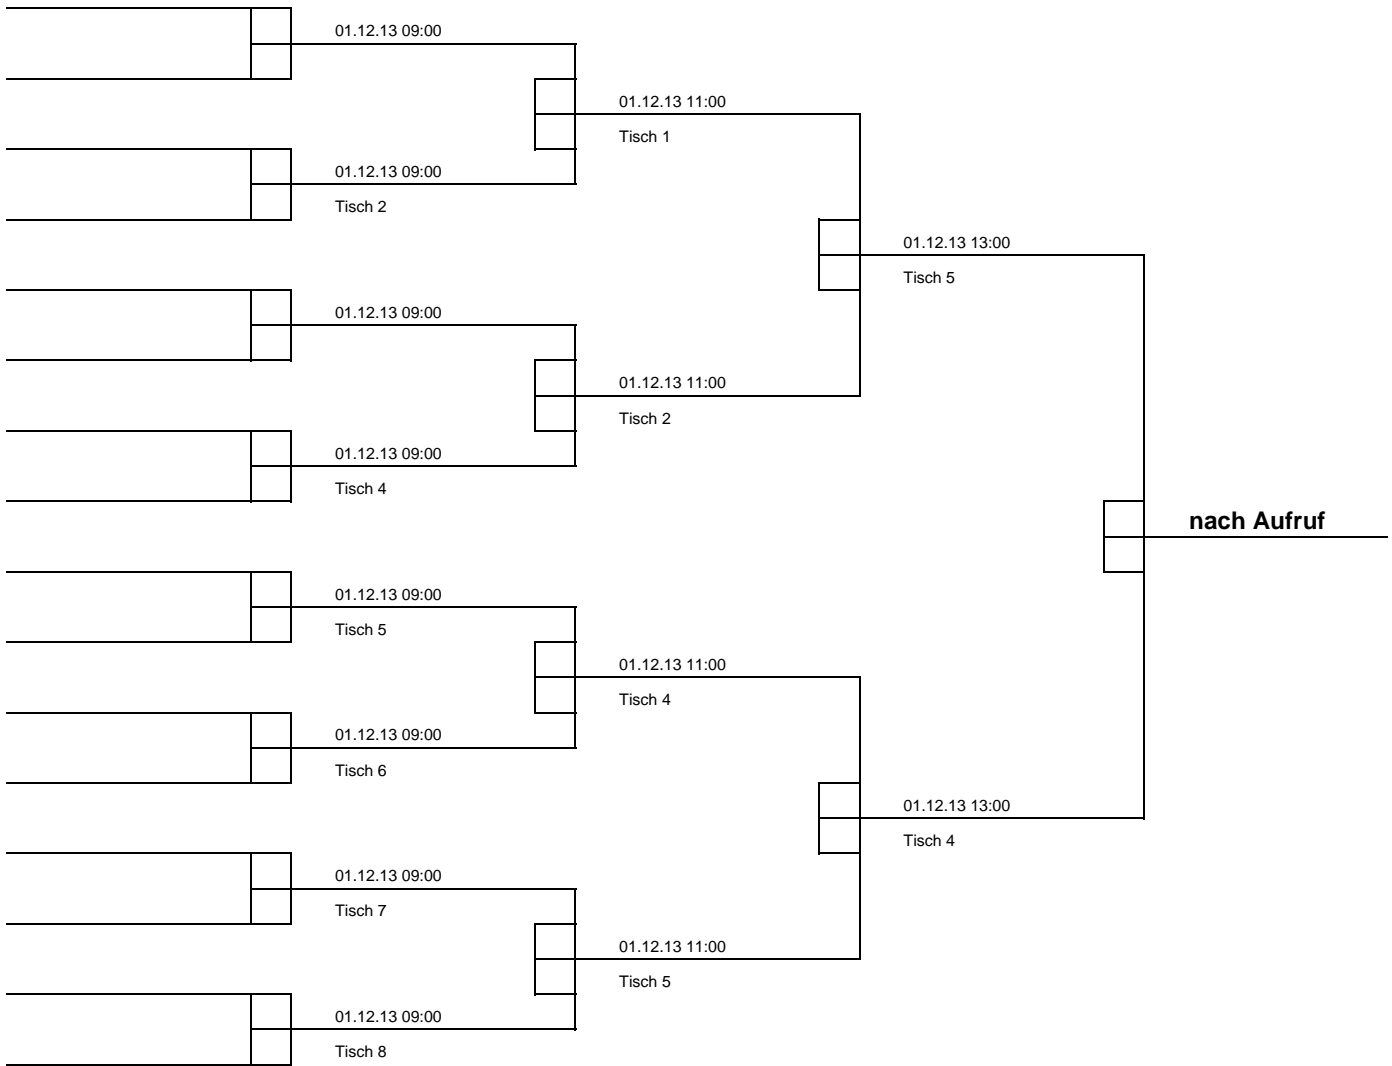 01.12.13 09:00
01.12.13 09:00
Tisch 2
01.12.13 09:00
01.12.13 09:00
Tisch 4
01.12.13 09:00
Tisch 5
01.12.13 09:00
Tisch 6
01.12.13 09:00
Tisch 7
01.12.13 09:00
Tisch 8
01.12.13 11:00
Tisch 1
01.12.13 11:00
Tisch 2
01.12.13 11:00
Tisch 4
01.12.13 11:00
Tisch 5
01.12.13 13:00
Tisch 5
01.12.13 13:00
Tisch 4
nach Aufruf